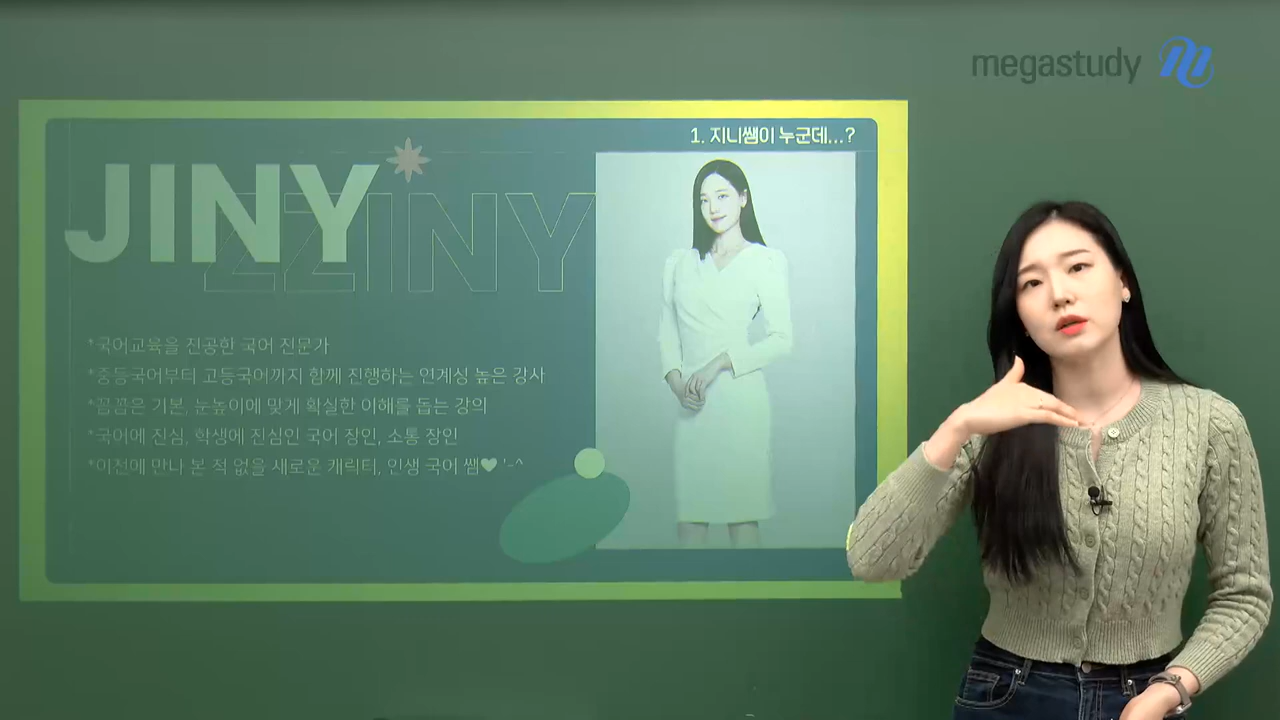 megastudy
1. 지니쌤이 누군데...?
JINY
ZZINY
*국어교육을 전공한 국어 전문가
*중등국어부터 고등국어까지 함께 진행하는 연계성 높은 강사
*꼼꼼은 기본, 눈높이에 맞게 확실한 이해를 돕는 강의
*국어에 진심, 학생에 진심인 국어 장인, 소통 장인
*이전에 만나 본 적 없을 새로운 캐릭터, 인생 국어 쌤♥ '-^